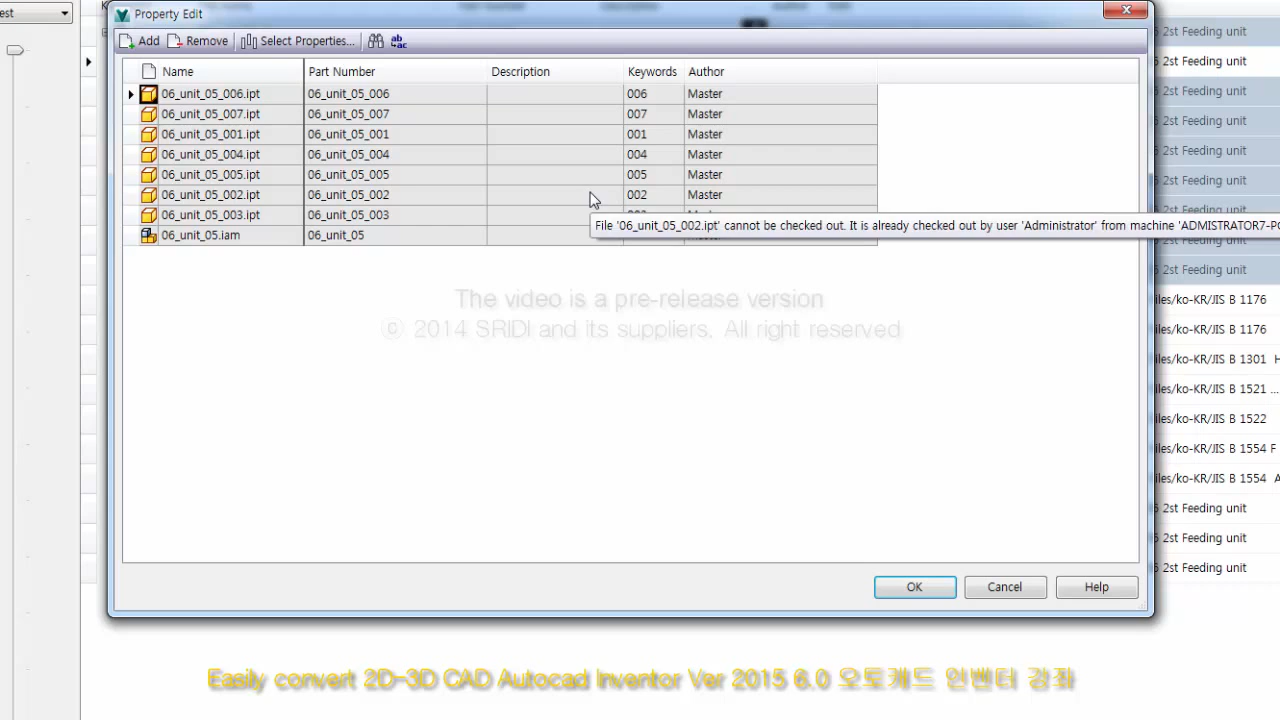 est
Property Edit
Add Remove Select Properties...
Name Part Number Description Keywords Author
06_unit_05_006.ipt 06_unit_05_006 006 Master
06_unit_05_007.ipt 06_unit_05_007 007 Master
06_unit_05_001.ipt 06_unit_05_001 001 Master
06_unit_05_004.ipt 06_unit_05_004 004 Master
06_unit_05_005.ipt 06_unit_05_005 005 Master
06_unit_05_002.ipt 06_unit_05_002 002 Master
06_unit_05_003.ipt 06_unit_05_003
File '06_unit_05_002.ipt' cannot be checked out. It is already checked out by user 'Administrator' from machine 'ADMISTRATOR7-PC
06_unit_05.iam 06_unit_05
The video is a pre-release version
ⓒ 2014 SRIDI and its suppliers. All right reserved
OK Cancel Help
2st Feeding unit
2st Feeding unit
2st Feeding unit
2st Feeding unit
2st Feeding unit
2st Feeding unit
2st Feeding unit
2st Feeding unit
iles/ko-KR/JIS B 1176
iles/ko-KR/JIS B 1176
iles/ko-KR/JIS B 1301 H
iles/ko-KR/JIS B 1521 ...
iles/ko-KR/JIS B 1522
iles/ko-KR/JIS B 1554 F
iles/ko-KR/JIS B 1554 A
2st Feeding unit
2st Feeding unit
2st Feeding unit
Easily convert 2D-3D CAD Autocad Inventor Ver 2015 6.0 오토캐드 인벤터 강좌